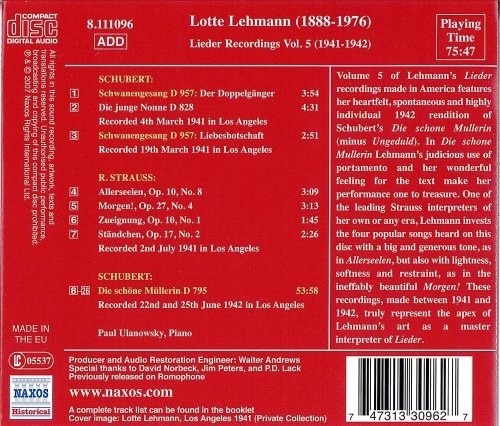 COMPACT
disc
DIGITAL AUDIO
8.111096
ADD
Lotte Lehmann (1888-1976)
Lieder Recordings Vol. 5 (1941-1942)
Playing
Time
75:47
All rights in this sound recording, artwork, texts and
translations reserved. Unauthorised public performance,
broadcasting and copying of this compact disc prohibited.
℗ & © 2007 Naxos Rights International Ltd.
SCHUBERT:
1 Schwanengesang D 957: Der Doppelgänger 3:54
2 Die junge Nonne D 828 4:31
Recorded 4th March 1941 in Los Angeles
3 Schwanengesang D 957: Liebesbotschaft 2:51
Recorded 19th March 1941 in Los Angeles
R. STRAUSS:
4 Allerseelen, Op. 10, No. 8 3:09
5 Morgen!, Op. 27, No. 4 3:13
6 Zueignung, Op. 10, No. 1 1:45
7 Ständchen, Op. 17, No. 2 2:26
Recorded 2nd July 1941 in Los Angeles
SCHUBERT:
8-26 Die schöne Müllerin D 795 53:58
Recorded 22nd and 25th June 1942 in Los Angeles
Paul Ulanowsky, Piano
Volume 5 of Lehmann's Lieder
recordings made in America features
her heartfelt, spontaneous and highly
individual 1942 rendition of
Schubert's Die schone Mullerin
(minus Ungeduld). In Die schone
Mullerin Lehmann's judicious use of
portamento and her wonderful
feeling for the text make her
performance one to treasure. One of
the leading Strauss interpreters of
her own or any era, Lehmann invests
the four popular songs heard on this
disc with a big and generous tone, as
in Allerseelen, but also with lightness,
softness and restraint, as in the
ineffably beautiful Morgen! These
recordings, made between 1941 and
1942, truly represent the apex of
Lehmann's art as a master
interpreter of Lieder.
MADE IN
THE EU
LC 05537
NAXOS
Historical
Producer and Audio Restoration Engineer: Walter Andrews
Special thanks to David Norbeck, Jim Peters, and P.D. Lack
Previously released on Romophone
www.naxos.com
A complete track list can be found in the booklet
Cover image: Lotte Lehmann, Los Angeles 1941 (Private Collection)
7 47313 30962 7